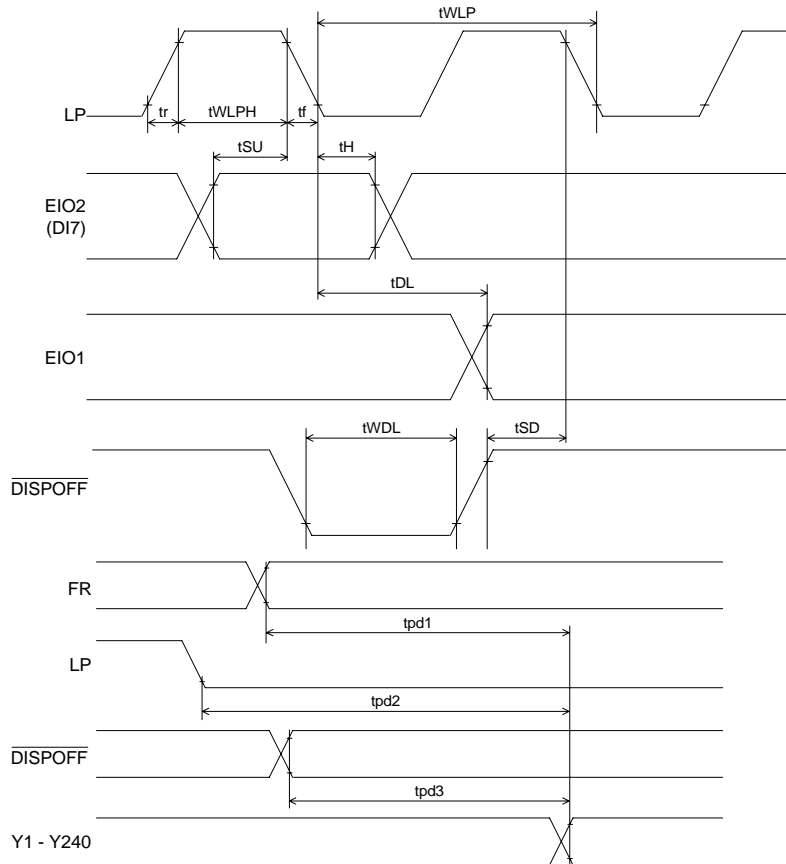 tWLP
LP
tr
tWLPH
tf
tSU
tH
EIO2
(DI7)
tDL
EIO1
tWDL
tSD
DISPOFF
FR
tpd1
LP
tpd2
DISPOFF
tpd3
Y1 - Y240